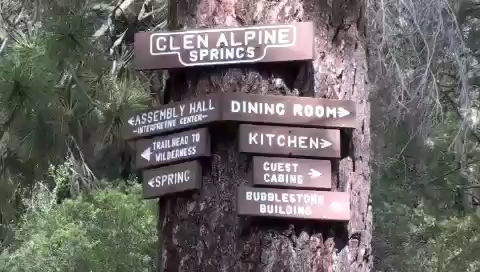 GLEN ALPINE
SPRINGS
ASSEMBLY HALL
INTERPRETIVE CENTER
DINING ROOM
TRAILHEAD TO
WILDERNESS
KITCHEN
SPRING
GUEST
CABINS
BUBBLESTONE
BUILDING